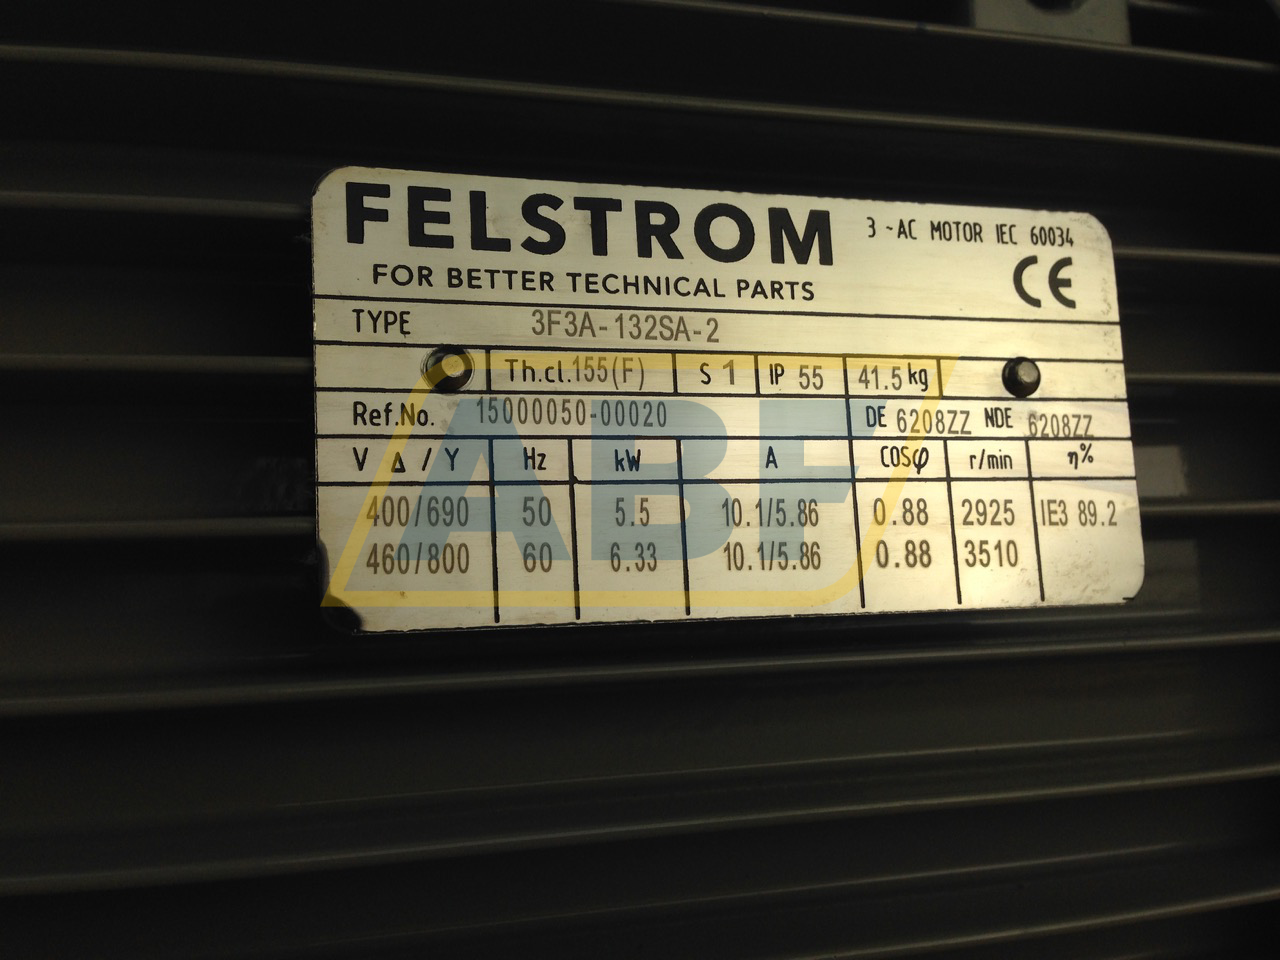 FELSTROM
3 ~AC MOTOR IEC 60034
FOR BETTER TECHNICAL PARTS
CE
TYPE 3F3A-132SA-2
Th.cl.155(F) S 1 IP 55 41.5 kg
Ref.No. 15000050-00020 DE 6208ZZ NDE 6208ZZ
V Δ / Y Hz kW A COSφ r/min η%
400/690 50 5.5 10.1/5.86 0.88 2925 IE3 89.2
460/800 60 6.33 10.1/5.86 0.88 3510
ABF